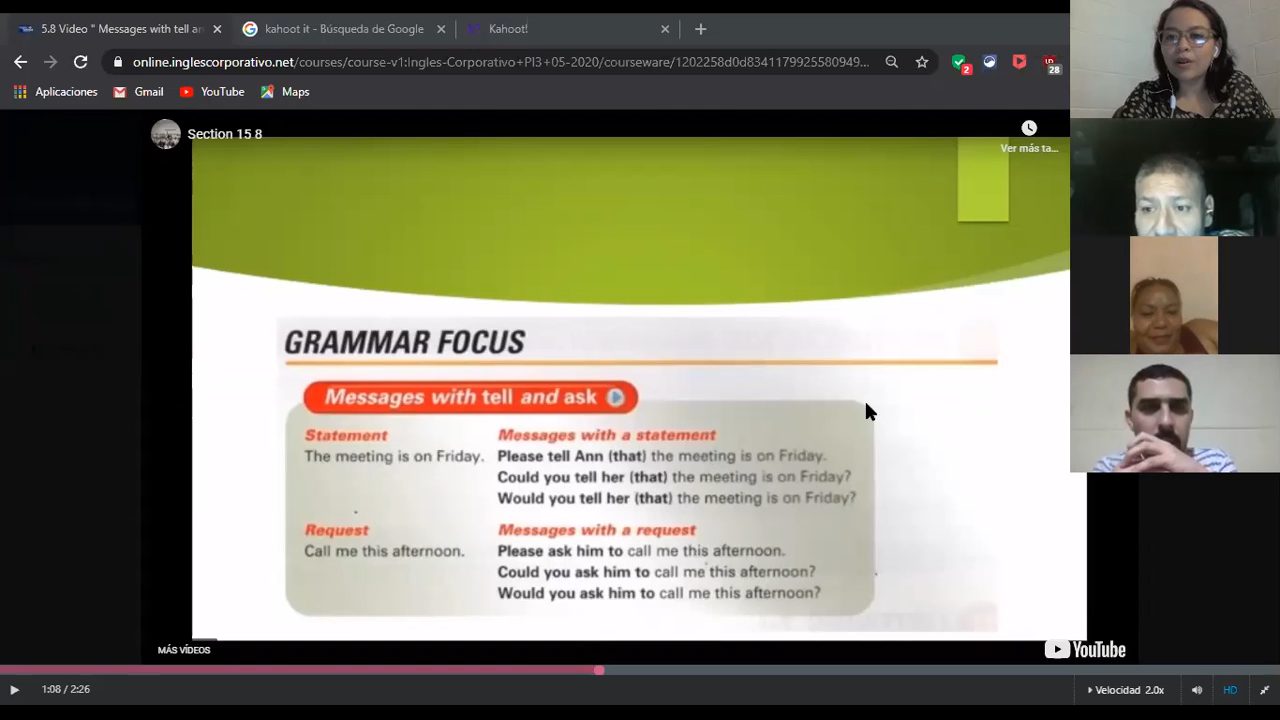 5.8 Video " Messages with tell an
kahoot it - Búsqueda de Google
Kahoot!
online.inglescorporativo.net/courses/course-v1:Ingles-Corporativo+PI3+05-2020/courseware/1202258d0d8341179925580949...
2
28
Aplicaciones
Gmail
YouTube
Maps
Section 15 8
Ver más ta...
GRAMMAR FOCUS
Messages with tell and ask
Statement
Messages with a statement
The meeting is on Friday.
Please tell Ann (that) the meeting is on Friday.
Could you tell her (that) the meeting is on Friday?
Would you tell her (that) the meeting is on Friday?
Request
Messages with a request
Call me this afternoon.
Please ask him to call me this afternoon.
Could you ask him to call me this afternoon?
Would you ask him to call me this afternoon?
MÁS VÍDEOS
YouTube
1:08 / 2:26
Velocidad 2.0x
HD